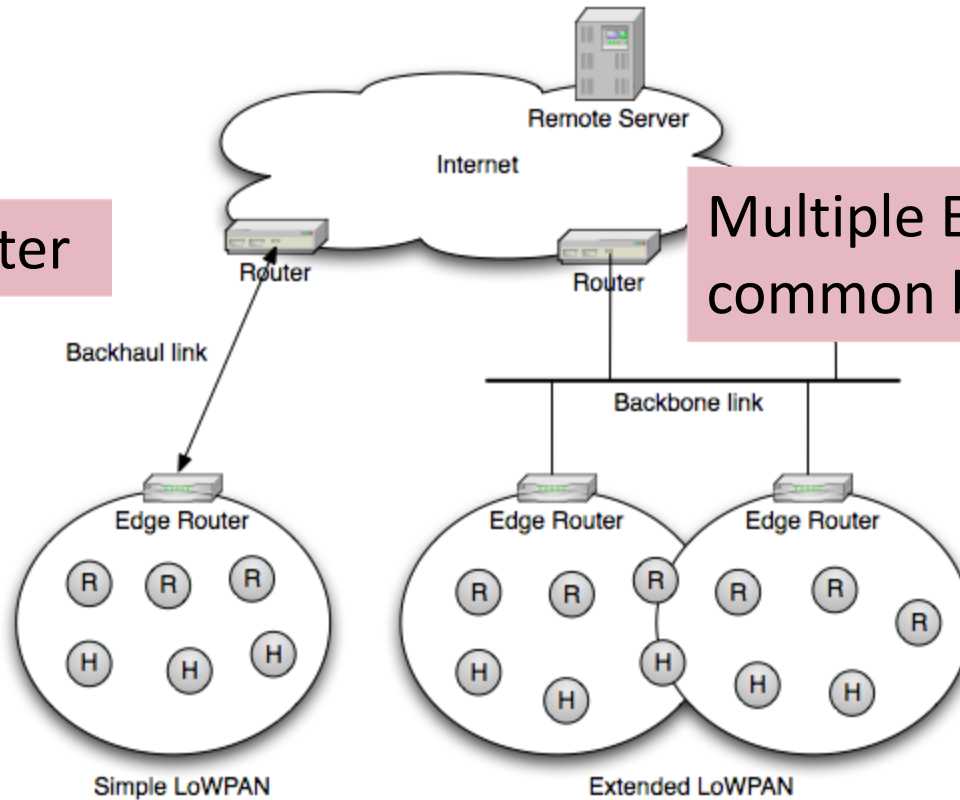 Remote Server
Internet
ter
Multiple
common
Router
Router
Backhaul link
Backbone link
Edge Router
Edge Router
Edge Router
R
R
R
R
R
R
R
R
R
H
H
H
H
H
H
H
H
Simple LoWPAN
Extended LoWPAN